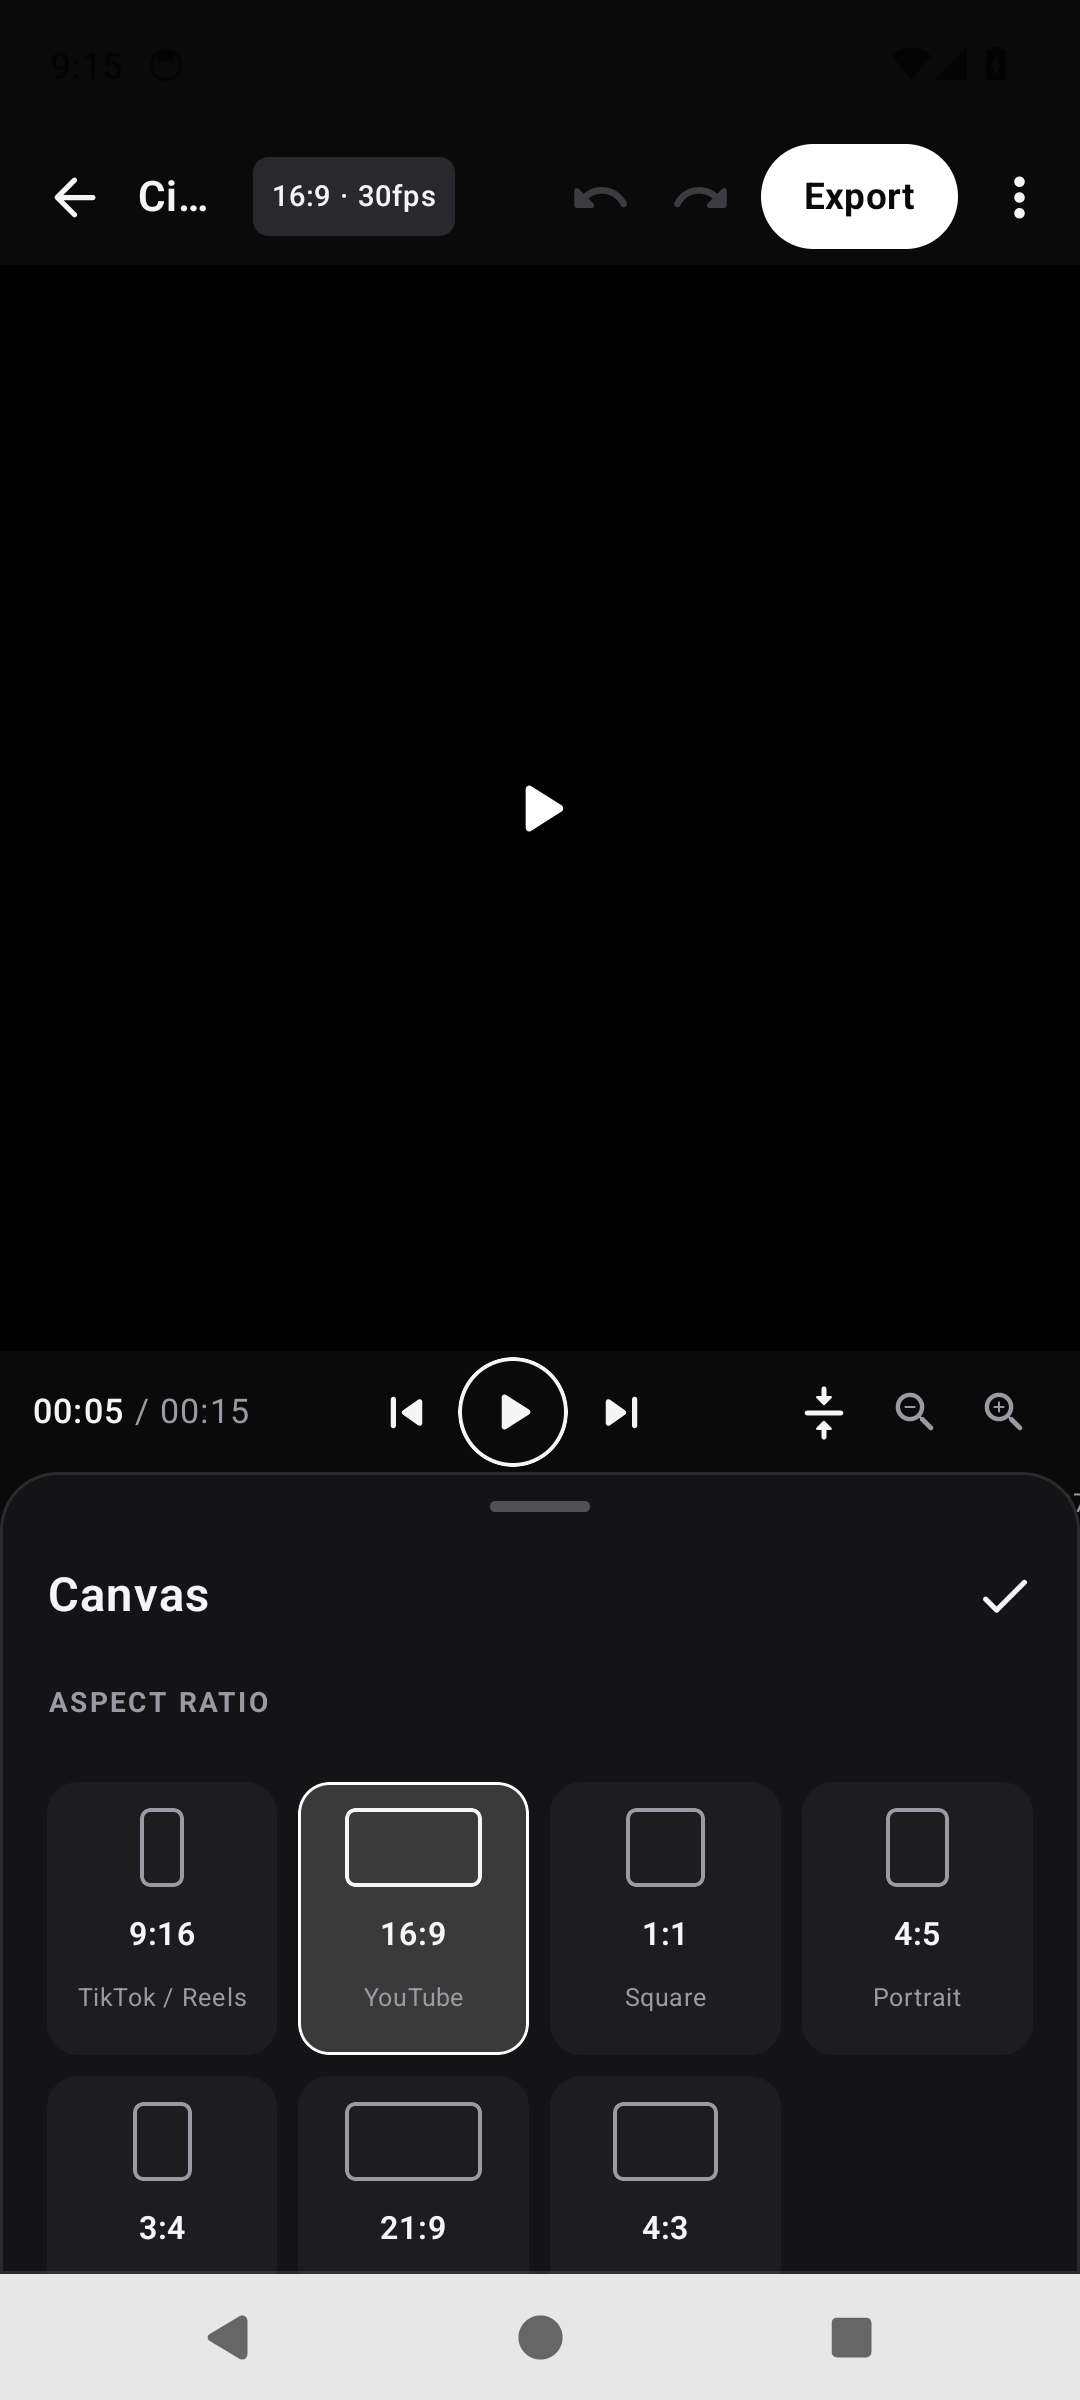 9:15
Ci...
16:9 · 30fps
Export
00:05 / 00:15
Canvas
ASPECT RATIO
9:16
TikTok / Reels
16:9
YouTube
1:1
Square
4:5
Portrait
3:4
21:9
4:3